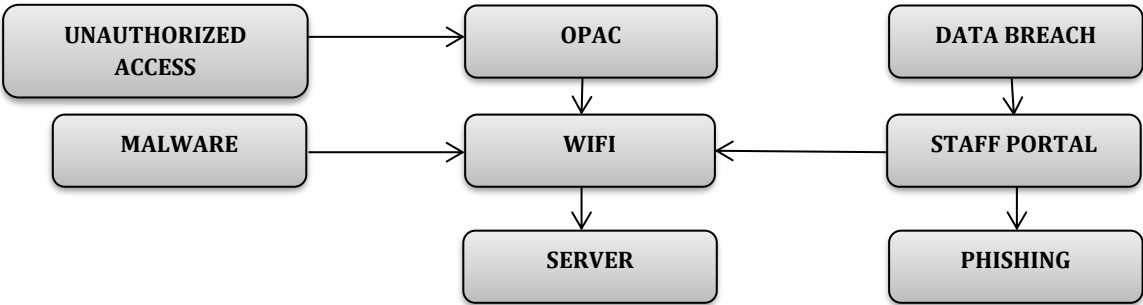 UNAUTHORIZED
ACCESS
OPAC
DATA BREACH
MALWARE
WIFI
STAFF PORTAL
SERVER
PHISHING